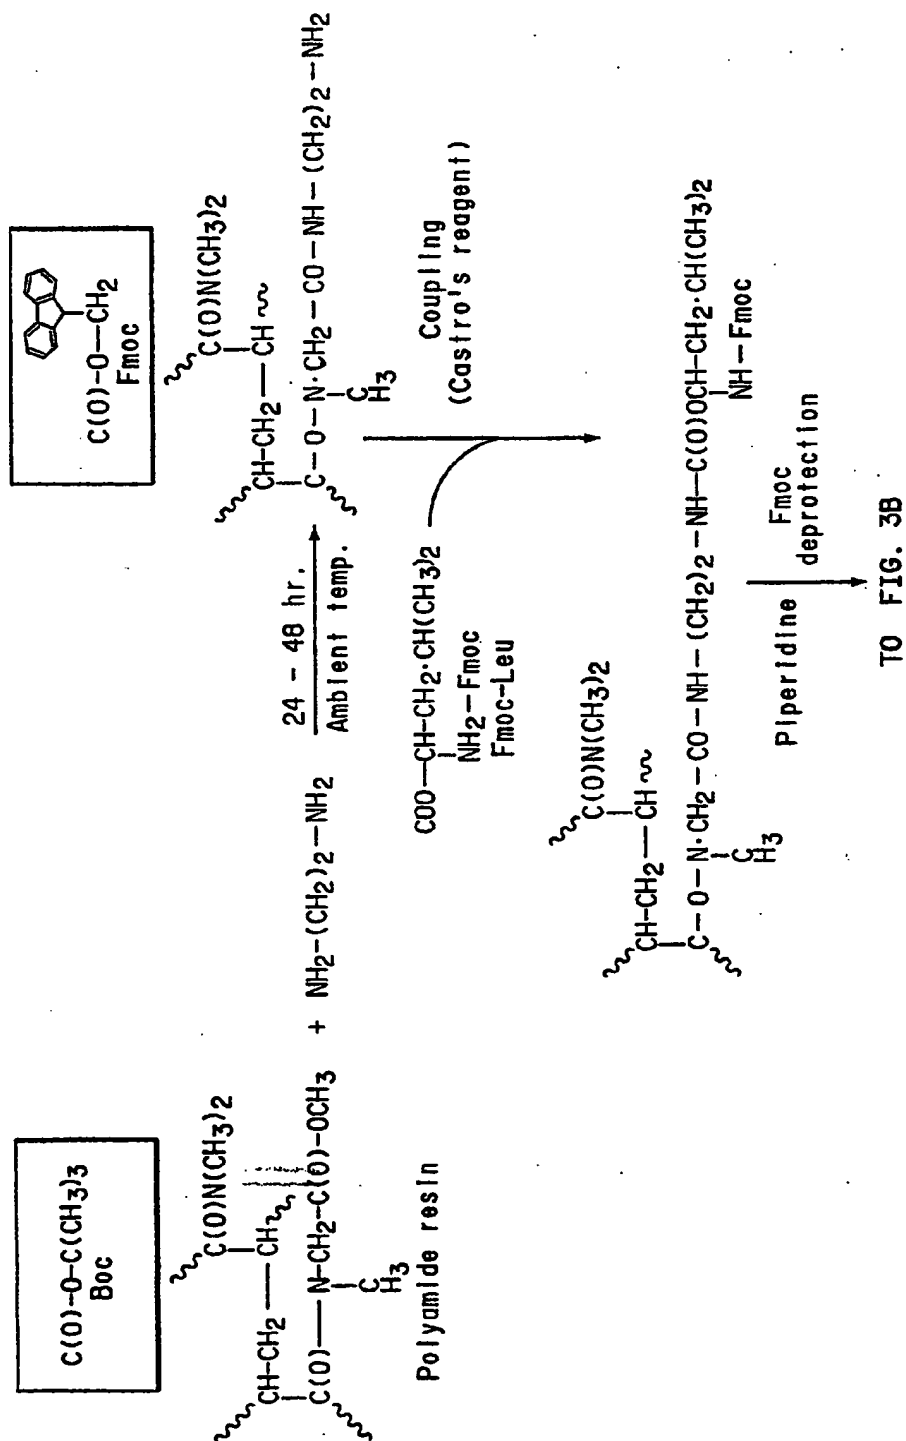 C(O)-O-C(CH3)3
Boc
C(O)-O-CH2
Fmoc
C(O)N(CH3)2
CH-CH2-CH
C(O)-N-CH2-C(O)-OCH3
CH3
Polyamide resin
+ NH2-(CH2)2-NH2
24 - 48 hr.
Ambient temp.
C(O)N(CH3)2
CH-CH2-CH
C-O-N·CH2-CO-NH-(CH2)2-NH2
CH3
COO-CH-CH2·CH(CH3)2
NH2-Fmoc
Fmoc-Leu
Coupling
(Castro's reagent)
C(O)N(CH3)2
CH-CH2-CH
C-O-N·CH2-CO-NH-(CH2)2-NH-C(O)OCH-CH2·CH(CH3)2
CH3
NH-Fmoc
Piperidine
Fmoc
deprotection
TO FIG. 3B